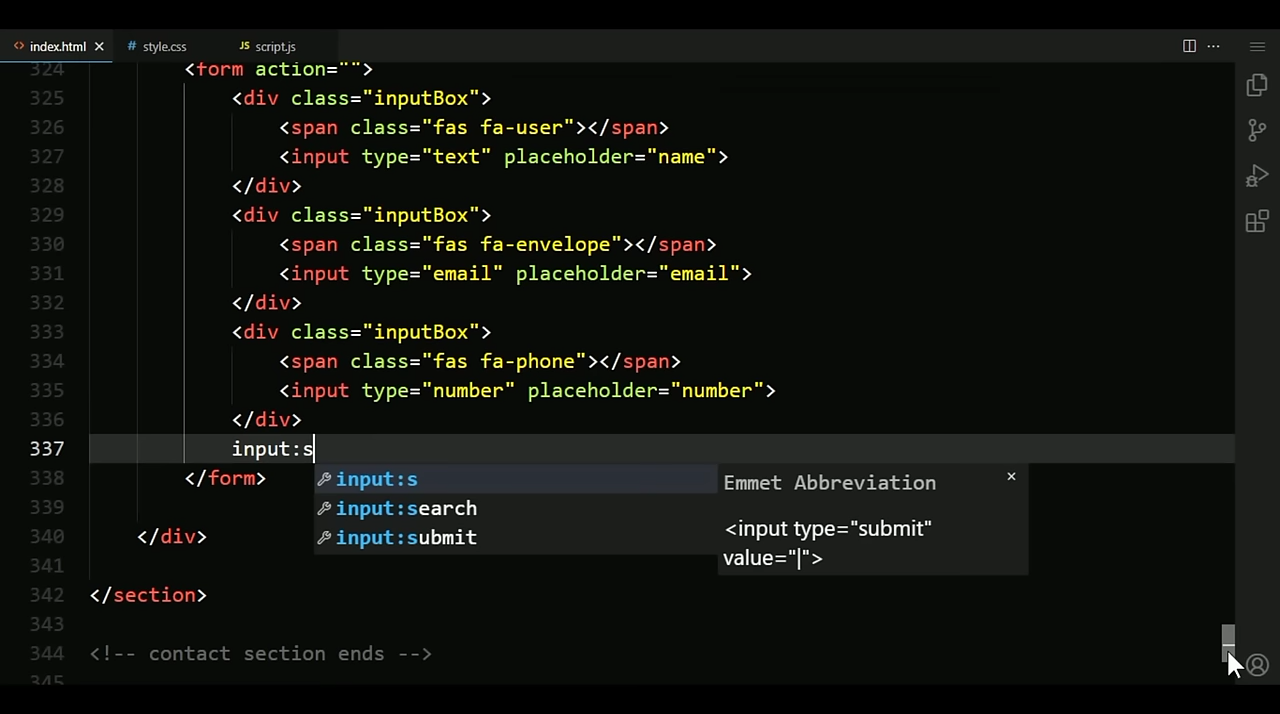 index.html
style.css
script.js
324 <form action="">
325 <div class="inputBox">
326 <span class="fas fa-user"></span>
327 <input type="text" placeholder="name">
328 </div>
329 <div class="inputBox">
330 <span class="fas fa-envelope"></span>
331 <input type="email" placeholder="email">
332 </div>
333 <div class="inputBox">
334 <span class="fas fa-phone"></span>
335 <input type="number" placeholder="number">
336 </div>
337 input:s
338 </form>
input:s
input:search
input:submit
Emmet Abbreviation
<input type="submit"
value="|">
339
340 </div>
341
342 </section>
343
344 <!-- contact section ends -->
345